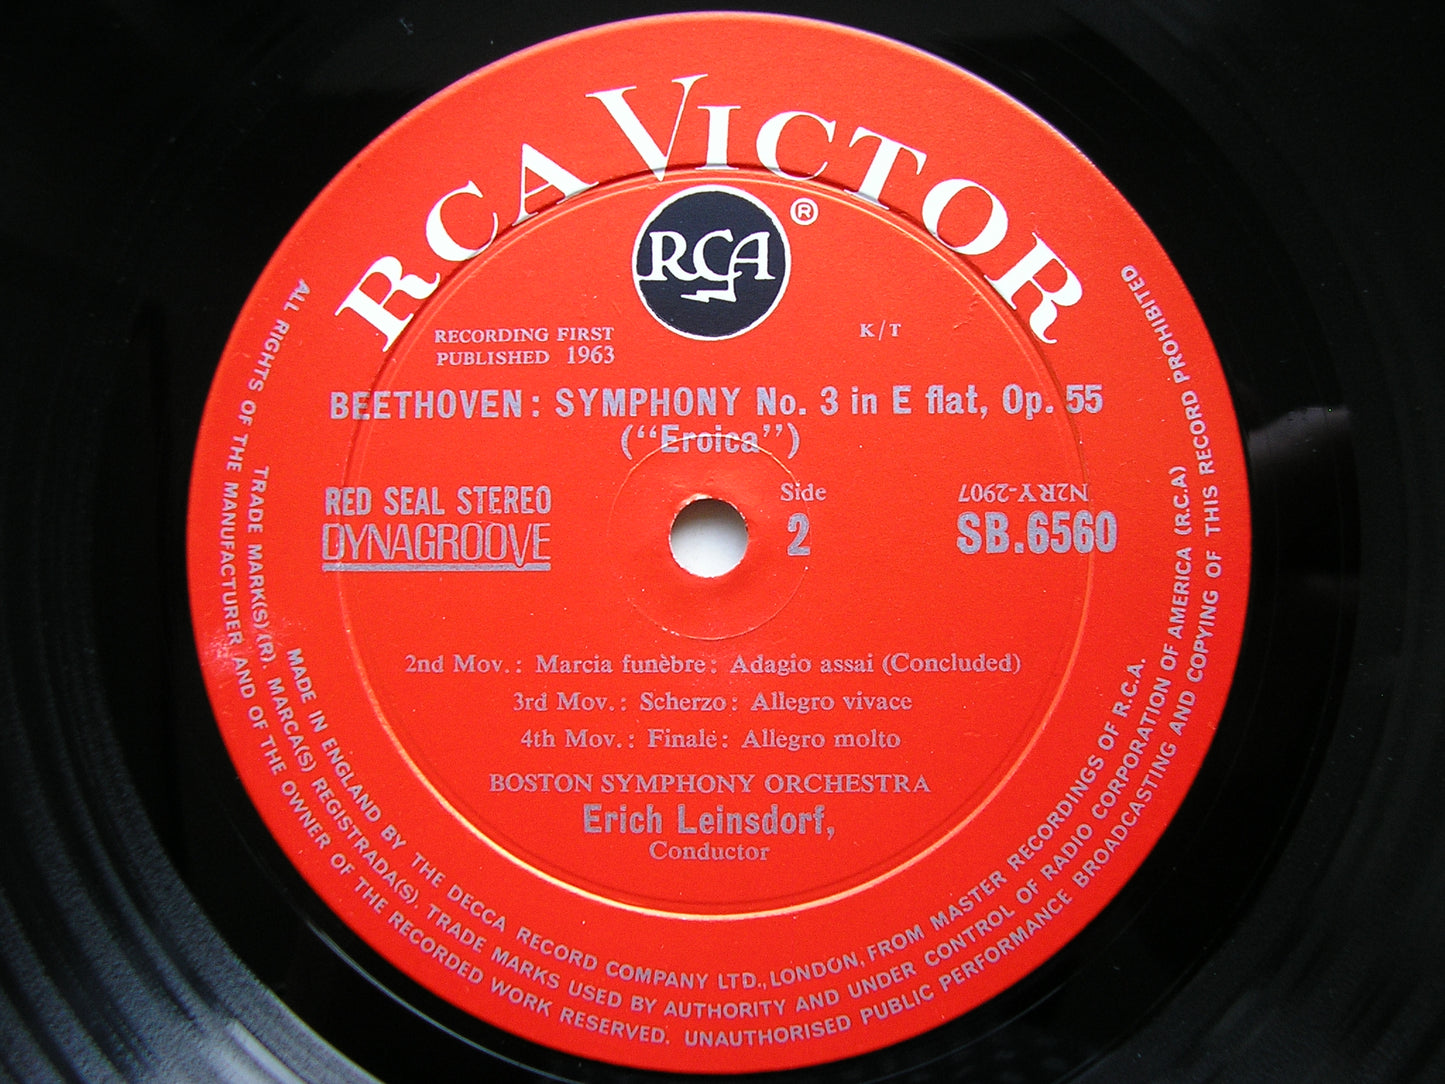 RCA VICTOR
RCA
®
RECORDING FIRST
PUBLISHED 1963
K/T
BEETHOVEN: SYMPHONY No. 3 in E flat, Op. 55
("Eroica")
RED SEAL STEREO
DYNAGROOVE
Side
2
N2RY-2907
SB.6560
2nd Mov.: Marcia funèbre: Adagio assai (Concluded)
3rd Mov.: Scherzo: Allegro vivace
4th Mov.: Finale: Allegro molto
BOSTON SYMPHONY ORCHESTRA
Erich Leinsdorf,
Conductor
MADE IN ENGLAND BY THE DECCA RECORD COMPANY LTD., LONDON, FROM MASTER RECORDINGS OF R.C.A.
TRADE MARK(S)/(R). MARCA(S) REGISTRADA(S). TRADE MARKS USED BY AUTHORITY AND UNDER CONTROL OF RADIO CORPORATION OF AMERICA (R.C.A)
ALL RIGHTS OF THE MANUFACTURER AND OF THE OWNER OF THE RECORDED WORK RESERVED. UNAUTHORISED PUBLIC PERFORMANCE BROADCASTING AND COPYING OF THIS RECORD PROHIBITED